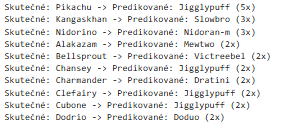 Skutečné: Pikachu -> Predikované: Jigglypuff (5x)
Skutečné: Kangaskhan -> Predikované: Slowbro (3x)
Skutečné: Nidorino -> Predikované: Nidoran-m (3x)
Skutečné: Alakazam -> Predikované: Mewtwo (2x)
Skutečné: Bellsprout -> Predikované: Victreebel (2x)
Skutečné: Chansey -> Predikované: Jigglypuff (2x)
Skutečné: Charmander -> Predikované: Dratini (2x)
Skutečné: Clefairy -> Predikované: Jigglypuff (2x)
Skutečné: Cubone -> Predikované: Jigglypuff (2x)
Skutečné: Dodrio -> Predikované: Doduo (2x)